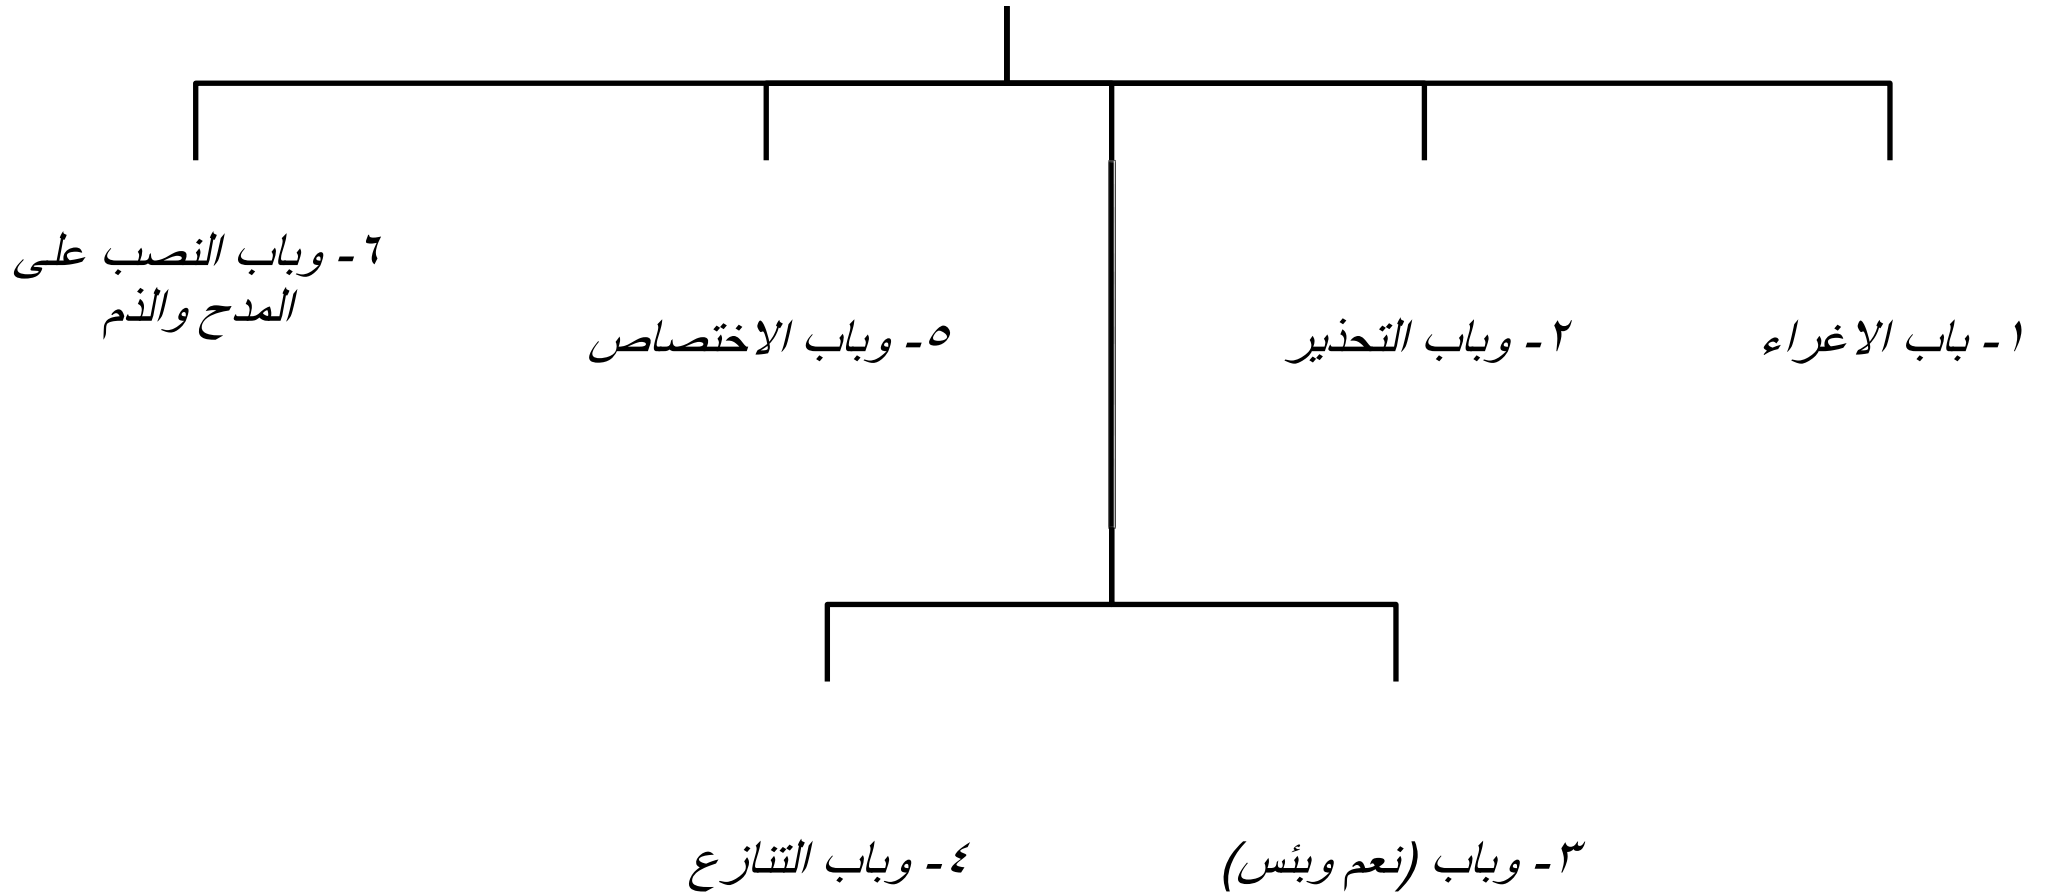 ١- باب الاغراء
٢- وباب التحذير
٣- وباب (نعم وبئس)
٤- وباب التنازع
٥- وباب الاختصاص
٦- وباب النصب على
المدح والذم